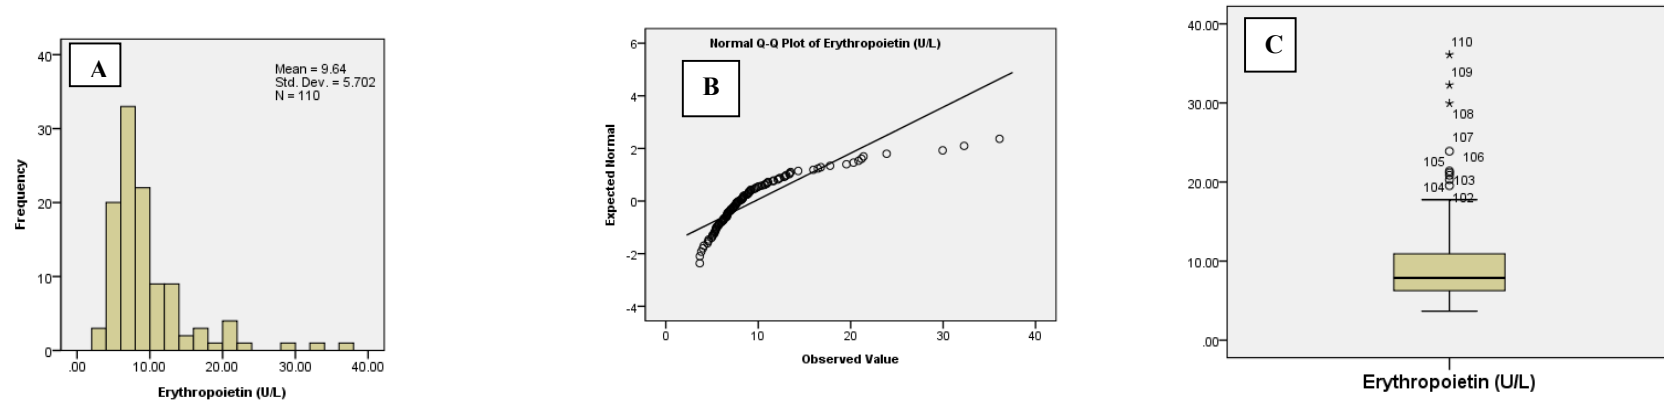 A
Mean = 9.64
Std. Dev. = 5.702
N = 110
Frequency
40
30
20
10
0
.00
10.00
20.00
30.00
40.00
Erythropoietin (U/L)
B
Normal Q-Q Plot of Erythropoietin (U/L)
Expected Normal
6
4
2
0
-2
-4
0
10
20
30
40
Observed Value
C
40.00
30.00
20.00
10.00
.00
110
109
108
107
105
106
104
103
102
Erythropoietin (U/L)